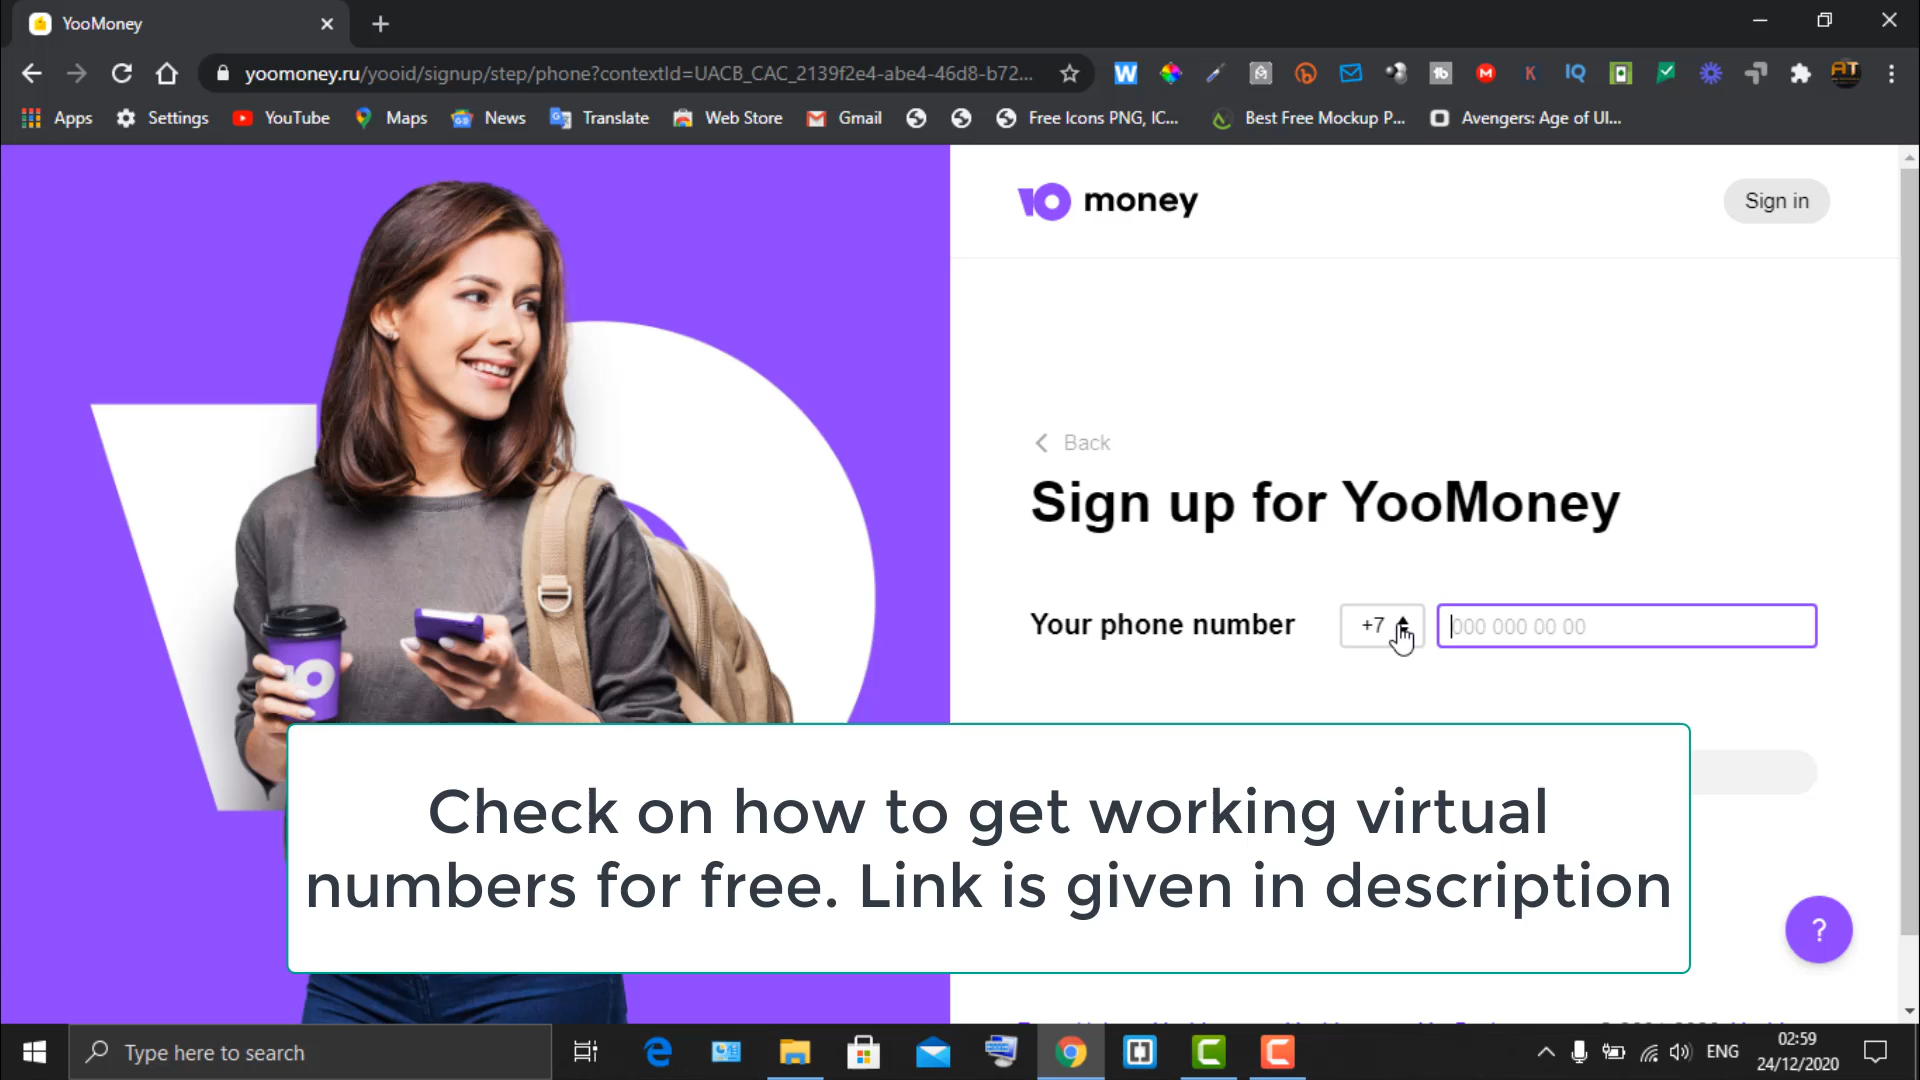 YooMoney
yoomoney.ru/yooid/signup/step/phone?contextId=UACB_CAC_2139f2e4-abe4-46d8-b72...
Apps
Settings
YouTube
Maps
News
Translate
Web Store
Gmail
Free Icons PNG, IC...
Best Free Mockup P...
Avengers: Age of Ul...
money
Sign in
Back
Sign up for YooMoney
Your phone number
+7
000 000 00 00
Check on how to get working virtual
numbers for free. Link is given in description
?
Type here to search
ENG
02:59
24/12/2020